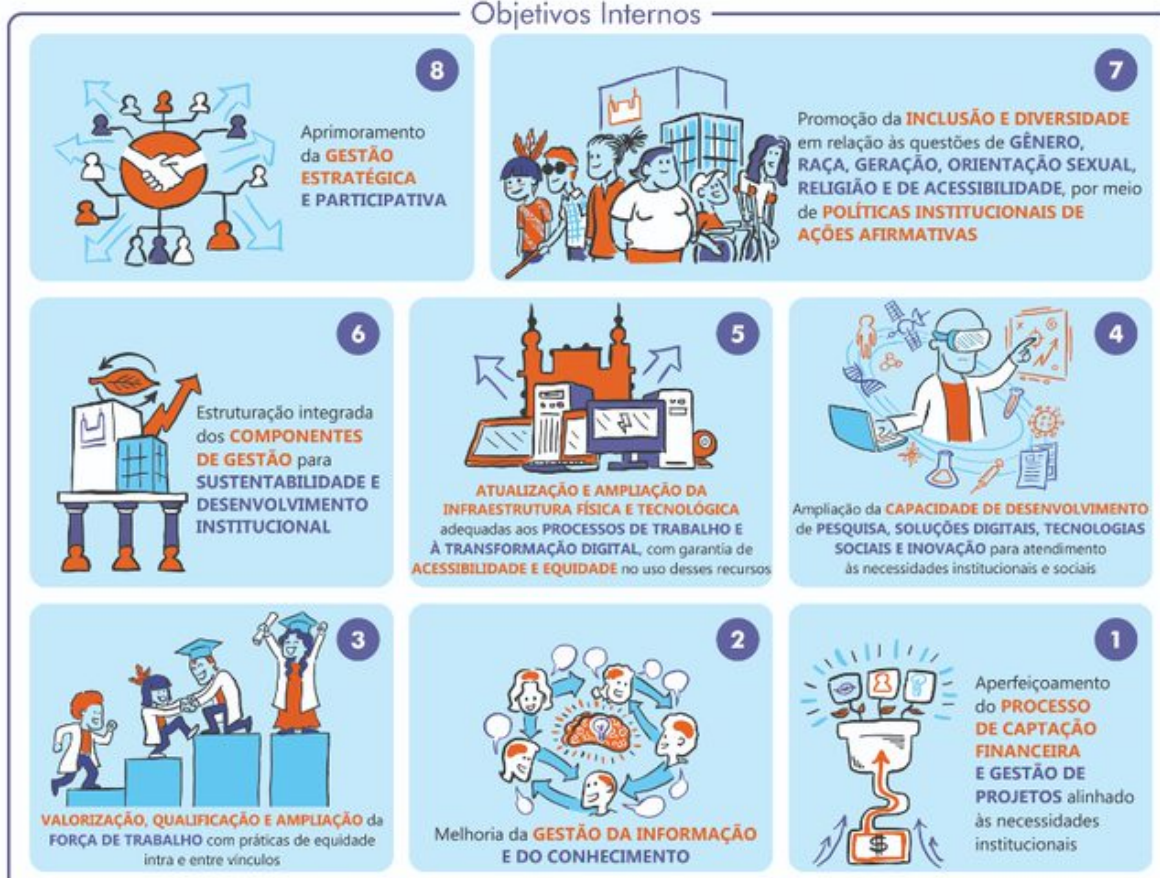 Objetivos Internos
8
Aprimoramento
da GESTÃO
ESTRATÉGICA
E PARTICIPATIVA
7
Promoção da INCLUSÃO E DIVERSIDADE
em relação às questões de GÊNERO,
RAÇA, GERAÇÃO, ORIENTAÇÃO SEXUAL,
RELIGIÃO E DE ACESSIBILIDADE, por meio
de POLÍTICAS INSTITUCIONAIS DE
AÇÕES AFIRMATIVAS
6
Estruturação integrada
dos COMPONENTES
DE GESTÃO para
SUSTENTABILIDADE E
DESENVOLVIMENTO
INSTITUCIONAL
5
ATUALIZAÇÃO E AMPLIAÇÃO DA
INFRAESTRUTURA FÍSICA E TECNOLÓGICA
adequadas aos PROCESSOS DE TRABALHO E
À TRANSFORMAÇÃO DIGITAL, com garantia de
ACESSIBILIDADE E EQUIDADE no uso desses recursos
4
Ampliação da CAPACIDADE DE DESENVOLVIMENTO
de PESQUISA, SOLUÇÕES DIGITAIS, TECNOLOGIAS
SOCIAIS E INOVAÇÃO para atendimento
às necessidades institucionais e sociais
3
VALORIZAÇÃO, QUALIFICAÇÃO E AMPLIAÇÃO da
FORÇA DE TRABALHO com práticas de equidade
intra e entre vínculos
2
Melhoria da GESTÃO DA INFORMAÇÃO
E DO CONHECIMENTO
1
Aperfeiçoamento
do PROCESSO
DE CAPTAÇÃO
FINANCEIRA
E GESTÃO DE
PROJETOS alinhado
às necessidades
institucionais
$